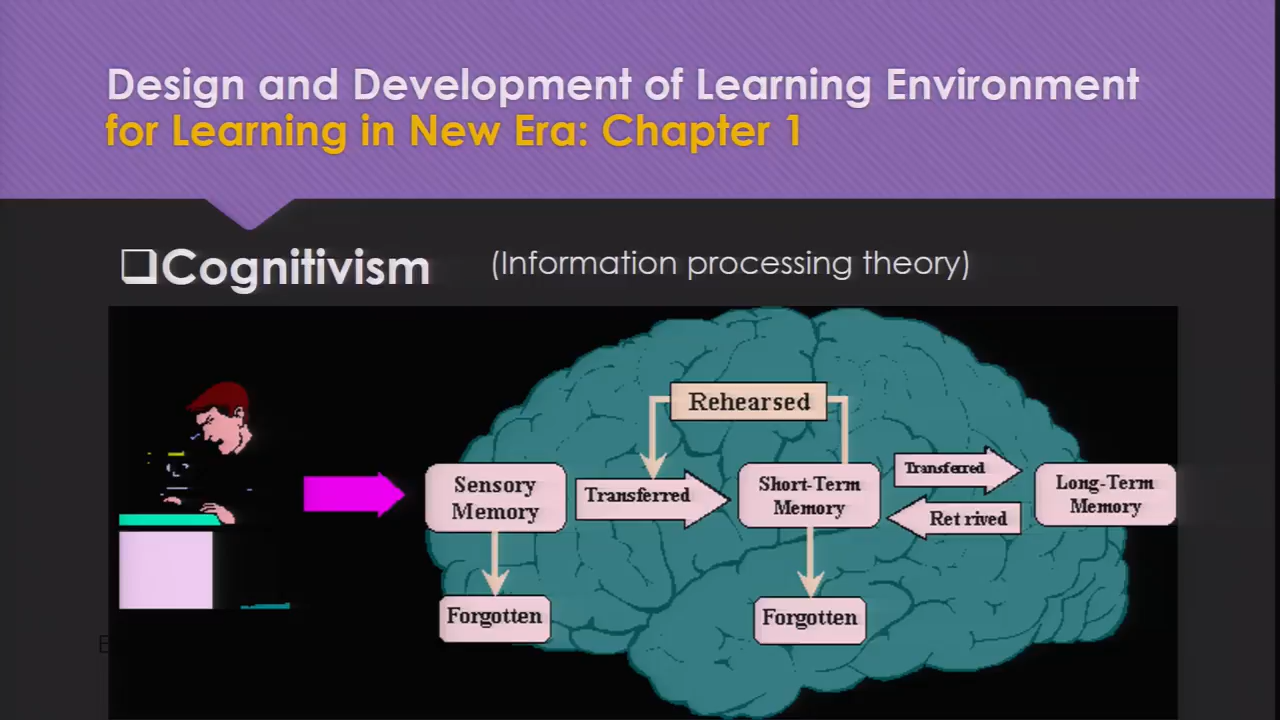 Design and Development of Learning Environment
for Learning in New Era: Chapter 1
❑Cognitivism (Information processing theory)
Rehearsed
Sensory
Memory
Transferred
Short-Term
Memory
Transferred
Ret rived
Long-Term
Memory
Forgotten
Forgotten